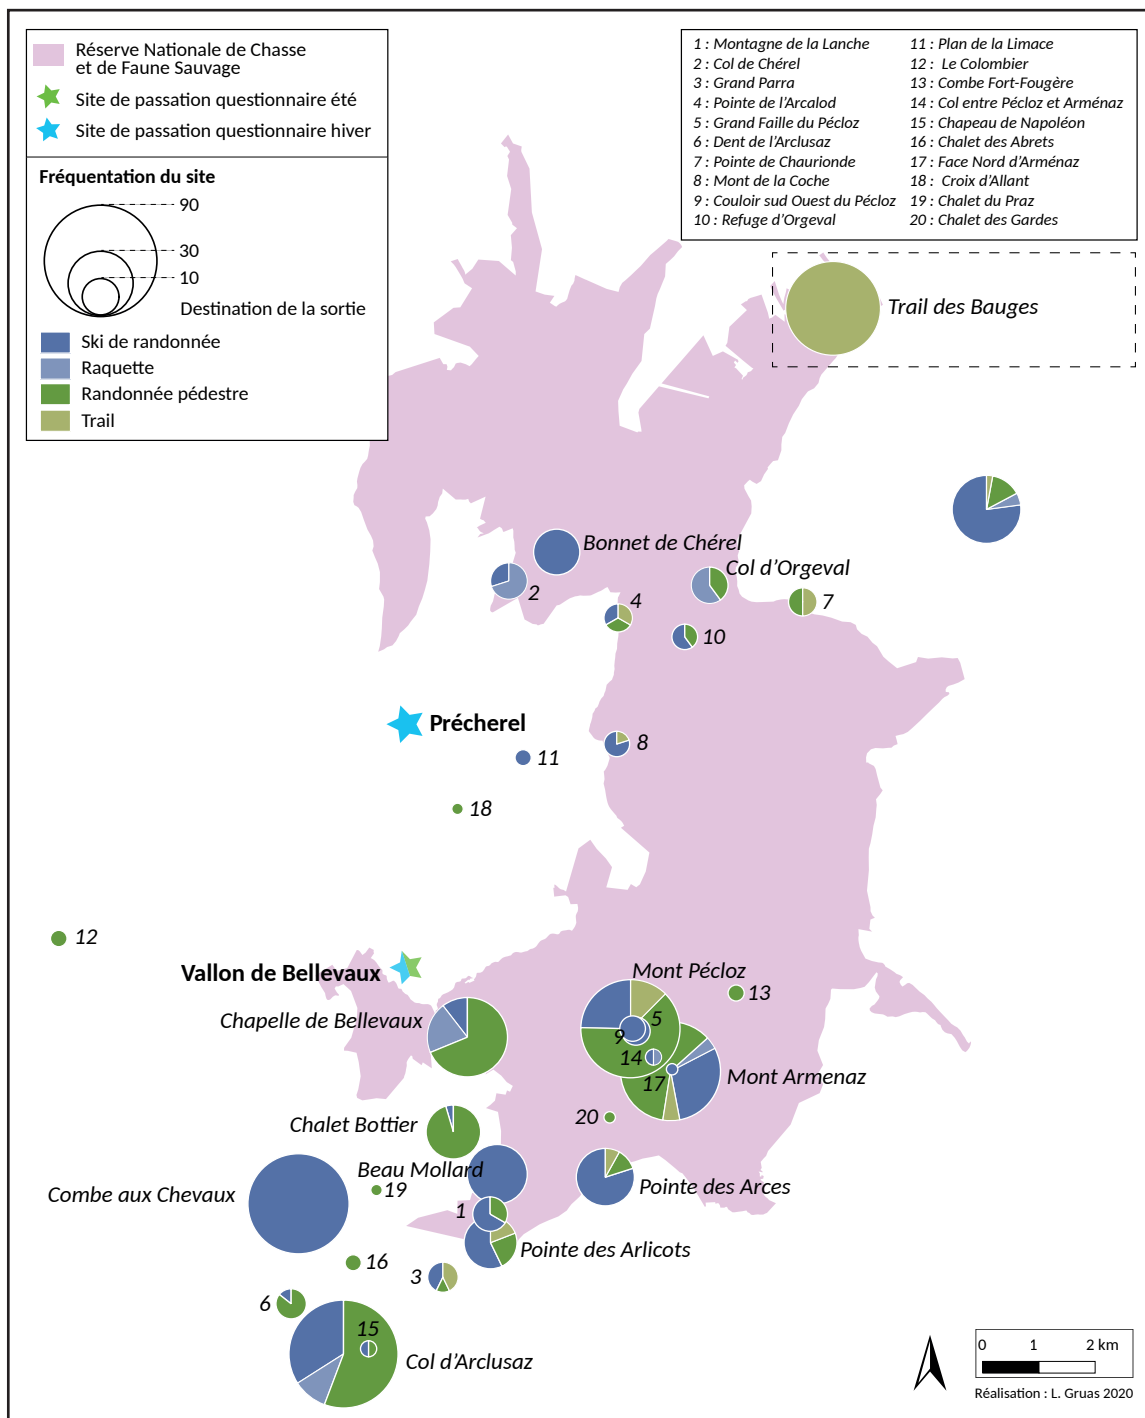 Réserve Nationale de Chasse
et de Faune Sauvage
Site de passation questionnaire été
Site de passation questionnaire hiver
Fréquentation du site
90
30
10
Destination de la sortie
Ski de randonnée
Raquette
Randonnée pédestre
Trail
1 : Montagne de la Lanche
2 : Col de Chérel
3 : Grand Parra
4 : Pointe de l'Arcalod
5 : Grand Faille du Pécloz
6 : Dent de l'Arclusaz
7 : Pointe de Chaurionde
8 : Mont de la Coche
9 : Couloir sud Ouest du Pécloz
10 : Refuge d'Orgeval
11 : Plan de la Limace
12 : Le Colombier
13 : Combe Fort-Fougère
14 : Col entre Pécloz et Arménaz
15 : Chapeau de Napoléon
16 : Chalet des Abrets
17 : Face Nord d'Arménaz
18 : Croix d'Allant
19 : Chalet du Praz
20 : Chalet des Gardes
Trail des Bauges
Bonnet de Chérel
Col d'Orgeval
2
4
7
10
Précherel
8
11
18
12
Vallon de Bellevaux
Mont Pécloz
13
Chapelle de Bellevaux
5
9
14
17
Mont Armenaz
20
Chalet Bottier
Beau Mollard
19
Pointe des Arces
Combe aux Chevaux
1
Pointe des Arlicots
16
3
6
15
Col d'Arclusaz
0 1 2 km
Réalisation : L. Gruas 2020